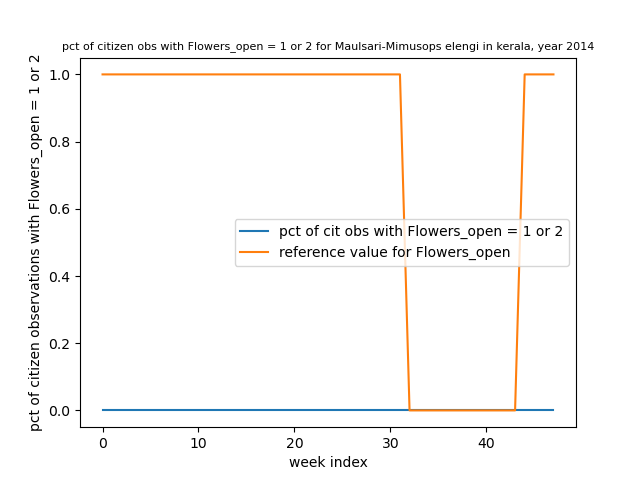 pct of citizen obs with Flowers_open = 1 or 2 for Maulsari-Mimusops elengi in kerala, year 2014
pct of citizen observations with Flowers_open = 1 or 2
1.0
0.8
0.6
0.4
0.2
0.0
pct of cit obs with Flowers_open = 1 or 2
reference value for Flowers_open
0 10 20 30 40
week index